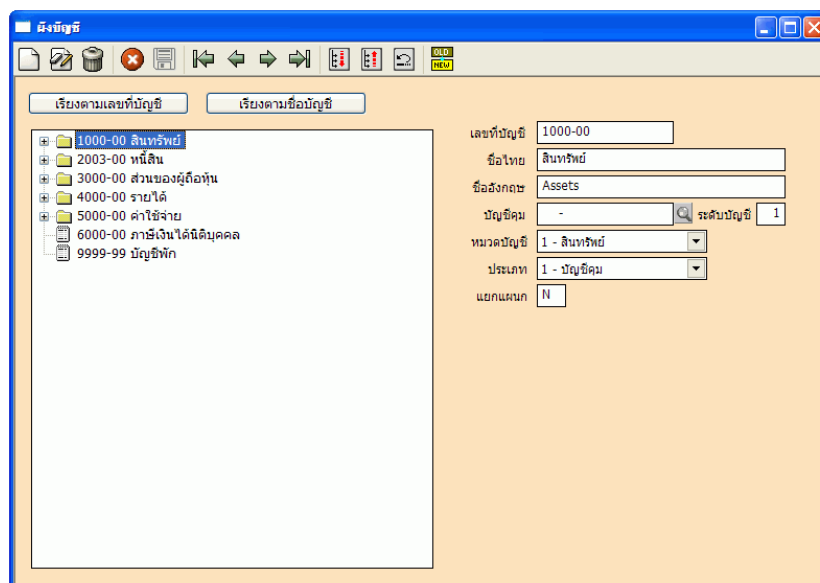 ผังบัญชี
OLD
NEW
เรียงตามเลขที่บัญชี เรียงตามชื่อบัญชี
1000-00 สินทรัพย์
2003-00 หนี้สิน
3000-00 ส่วนของผู้ถือหุ้น
4000-00 รายได้
5000-00 ค่าใช้จ่าย
6000-00 ภาษีเงินได้นิติบุคคล
9999-99 บัญชีพัก
เลขที่บัญชี 1000-00
ชื่อไทย สินทรัพย์
ชื่ออังกฤษ Assets
บัญชีคุม - ระดับบัญชี 1
หมวดบัญชี 1 - สินทรัพย์
ประเภท 1 - บัญชีคุม
แยกแผนก N